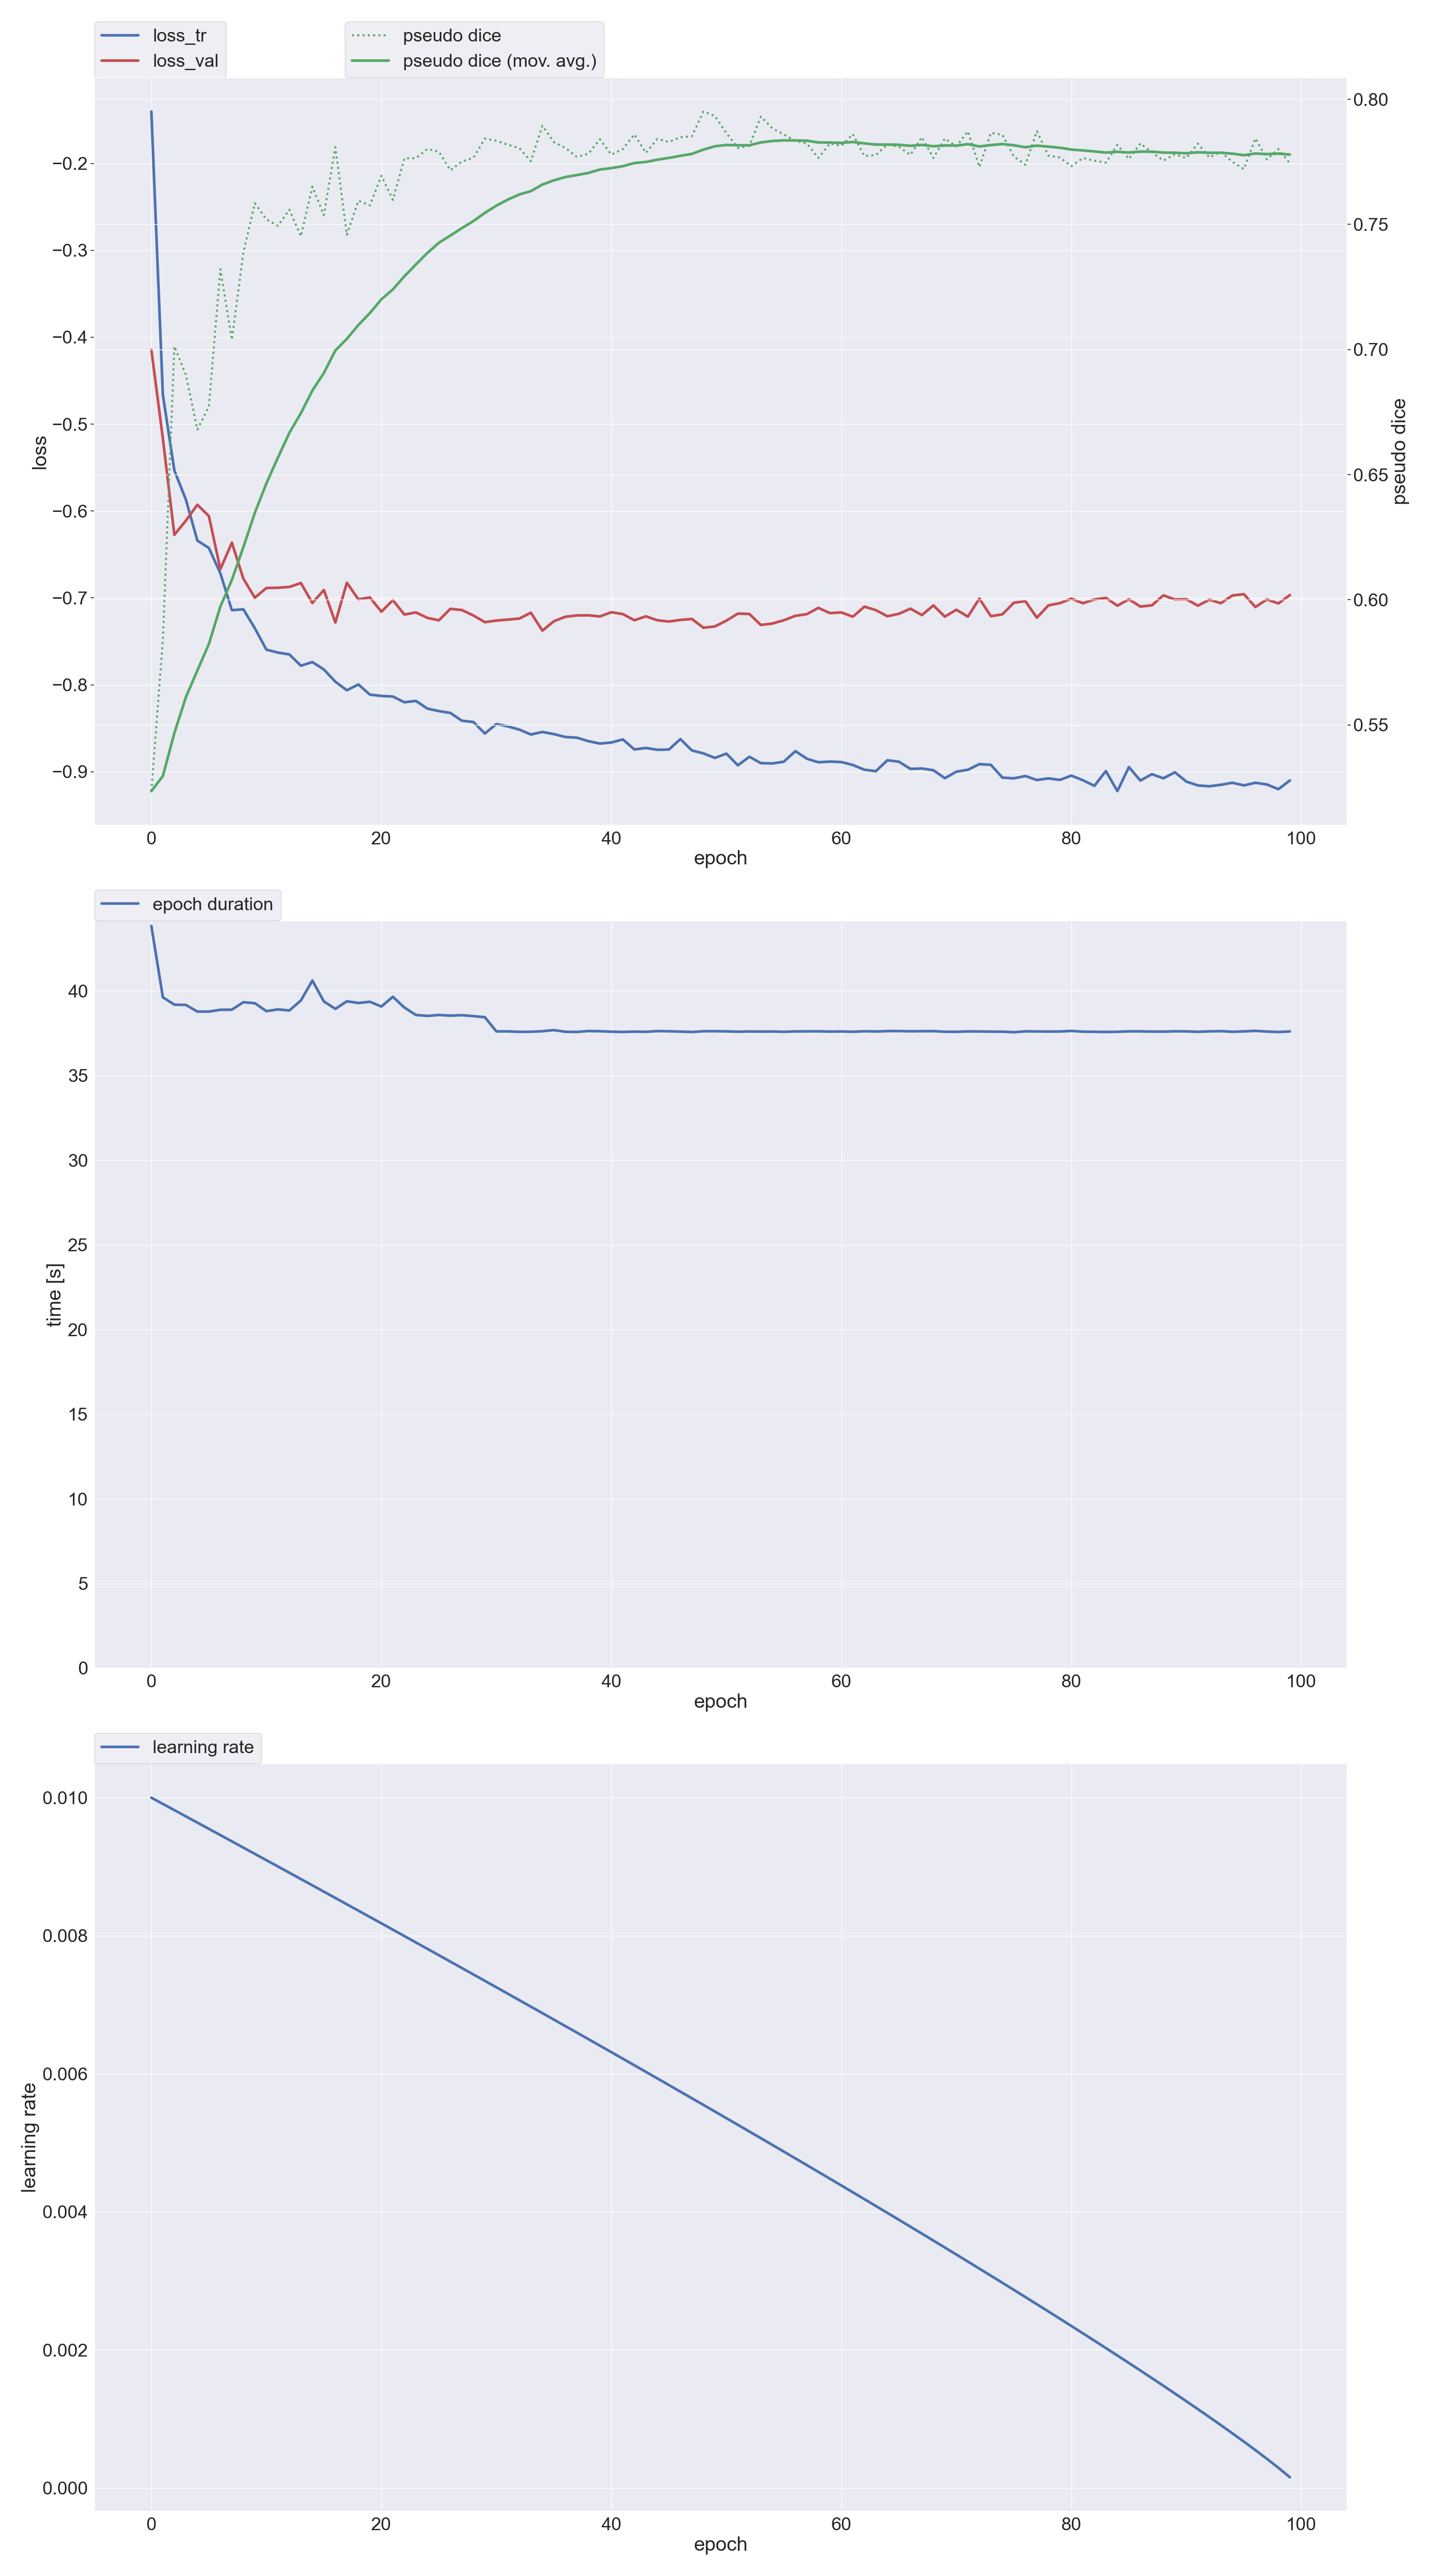 loss_tr
loss_val
pseudo dice
pseudo dice (mov. avg.)
−0.2
−0.3
−0.4
−0.5
−0.6
−0.7
−0.8
−0.9
loss
0.80
0.75
0.70
0.65
0.60
0.55
pseudo dice
0 20 40 60 80 100
epoch
epoch duration
40
35
30
25
20
15
10
5
0
time [s]
0 20 40 60 80 100
epoch
learning rate
0.010
0.008
0.006
0.004
0.002
0.000
learning rate
0 20 40 60 80 100
epoch